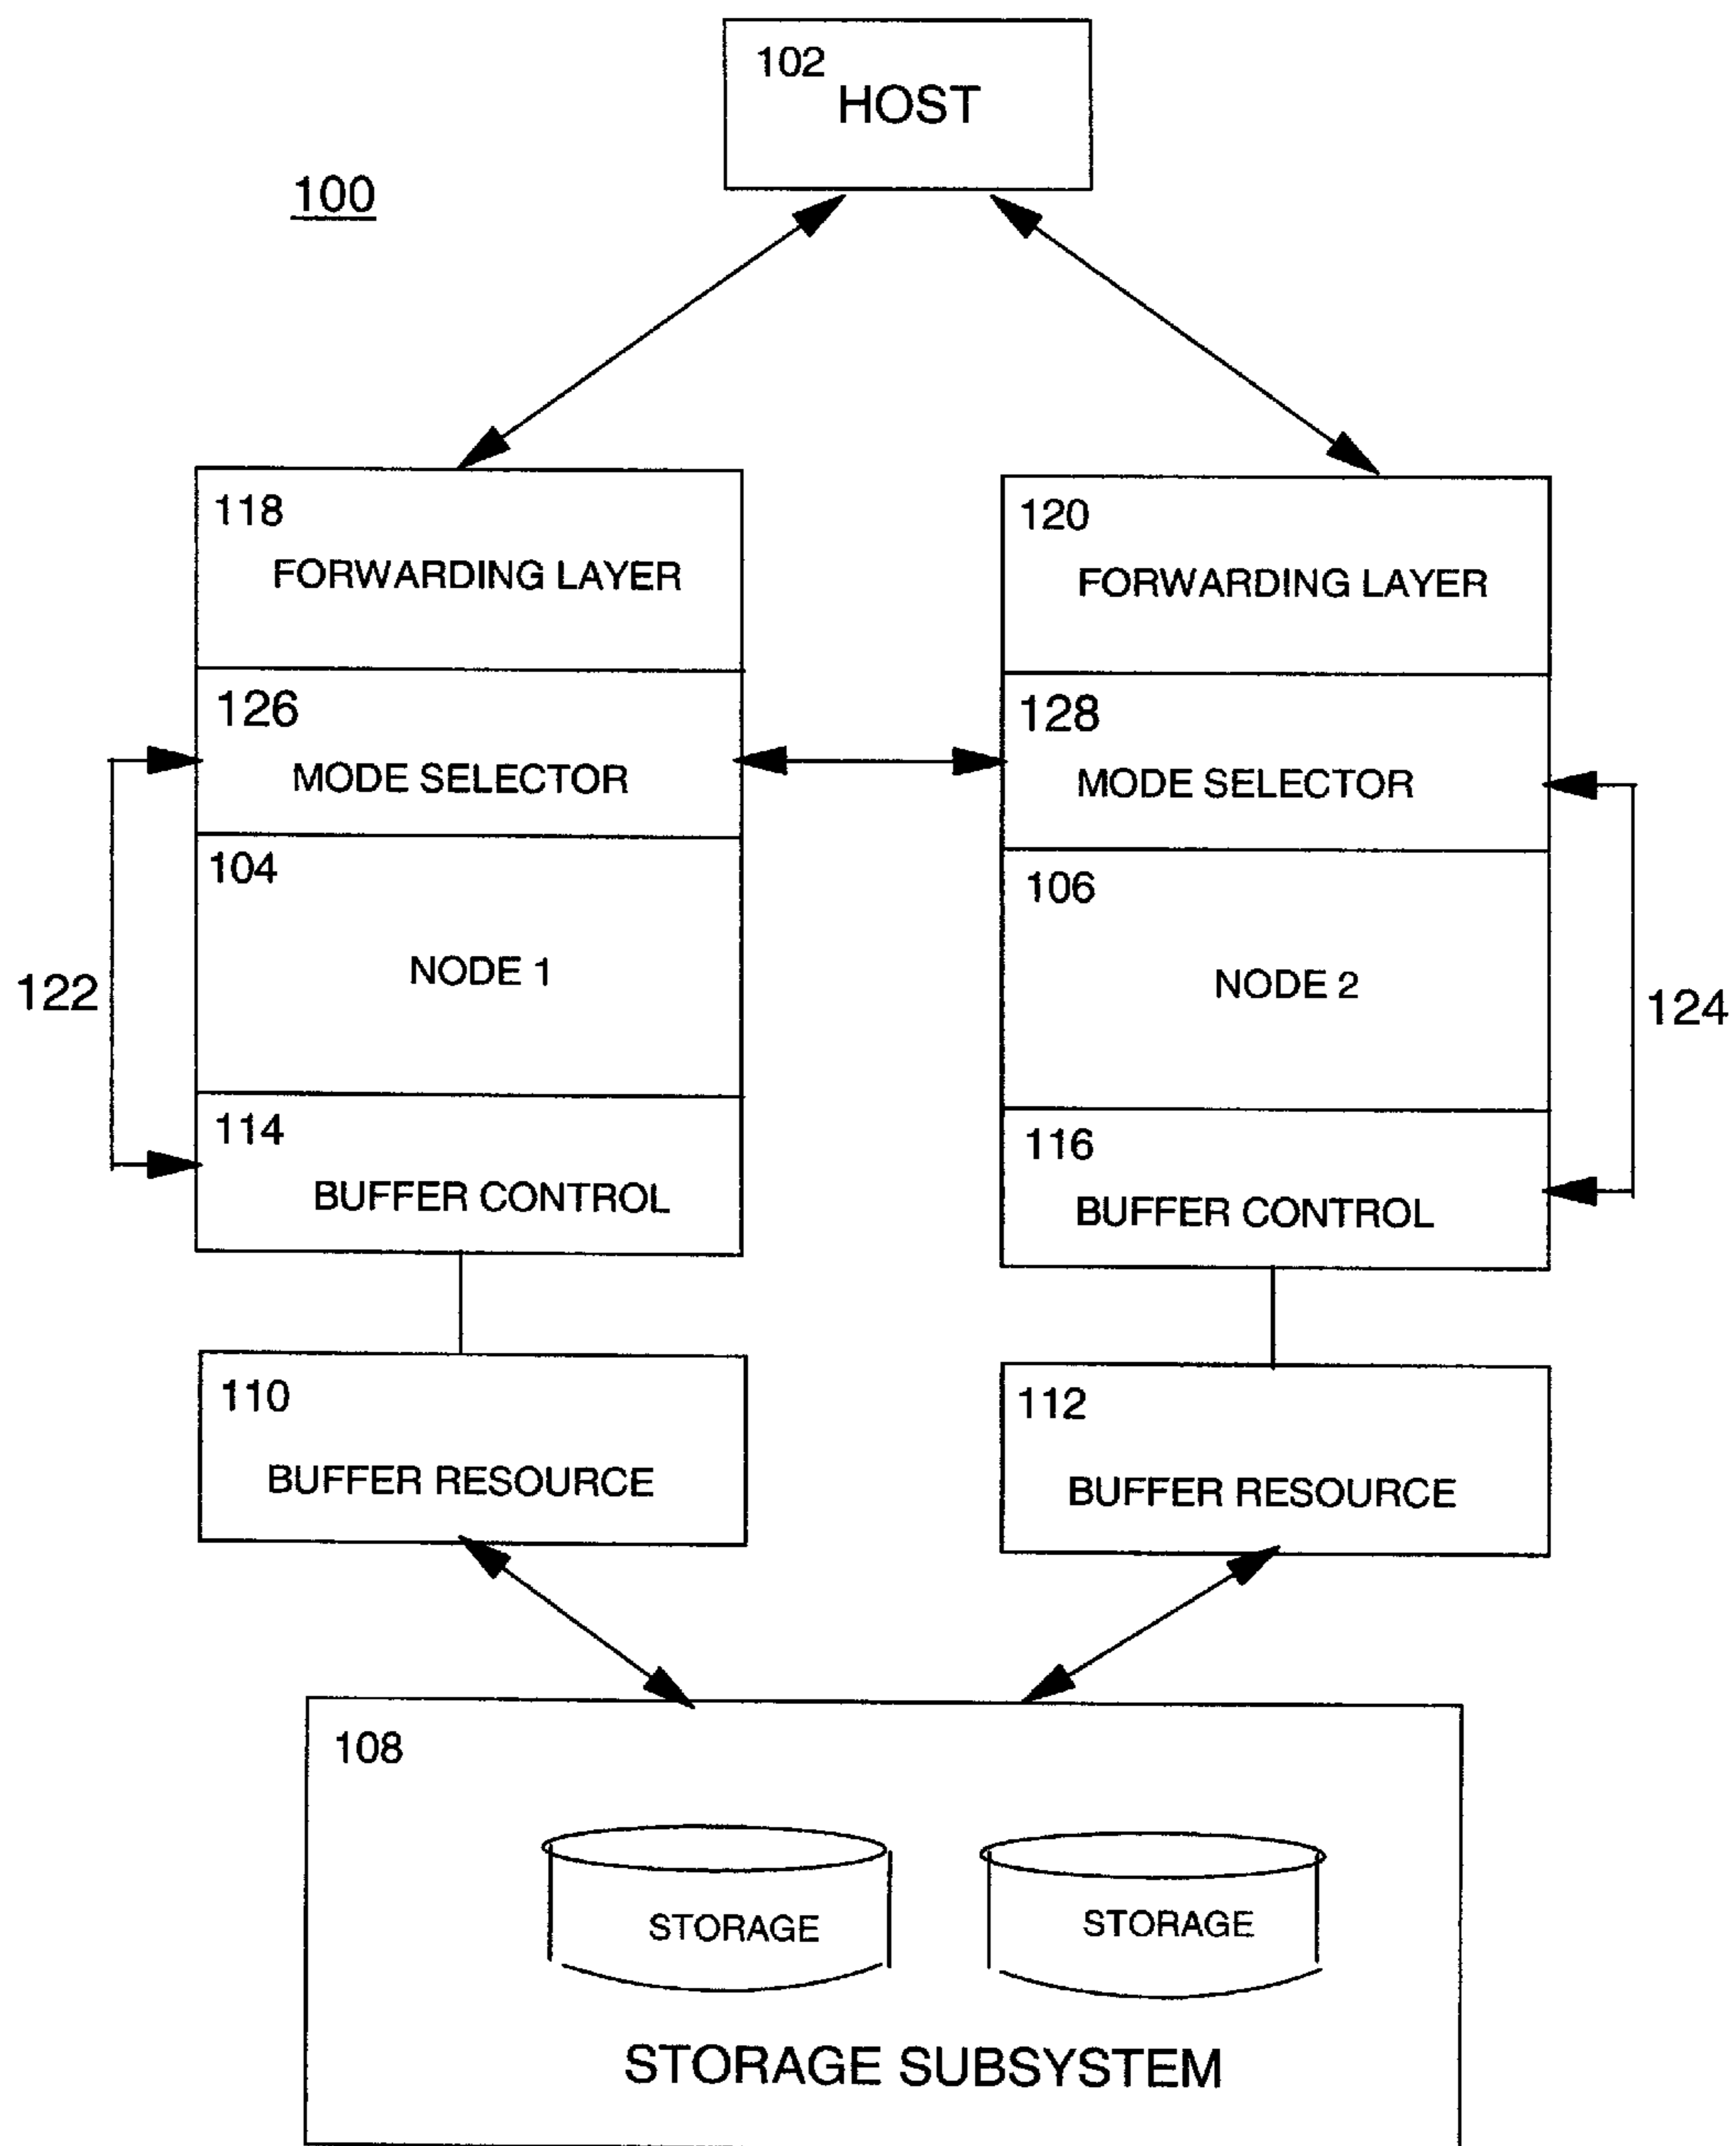 102
HOST
100
118
FORWARDING LAYER
120
FORWARDING LAYER
126
MODE SELECTOR
128
MODE SELECTOR
104
NODE 1
106
NODE 2
122
124
114
BUFFER CONTROL
116
BUFFER CONTROL
110
BUFFER RESOURCE
112
BUFFER RESOURCE
108
STORAGE
STORAGE
STORAGE SUBSYSTEM